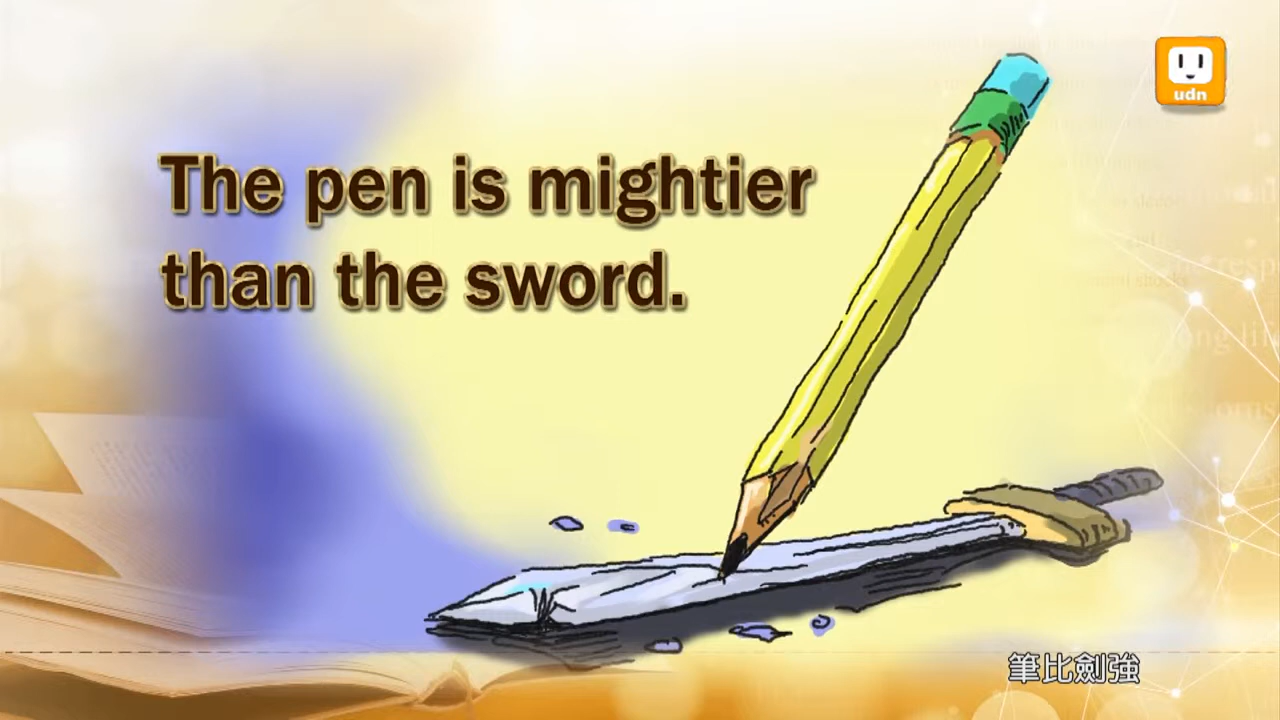 The pen is mightier
than the sword.
udn
筆比劍強